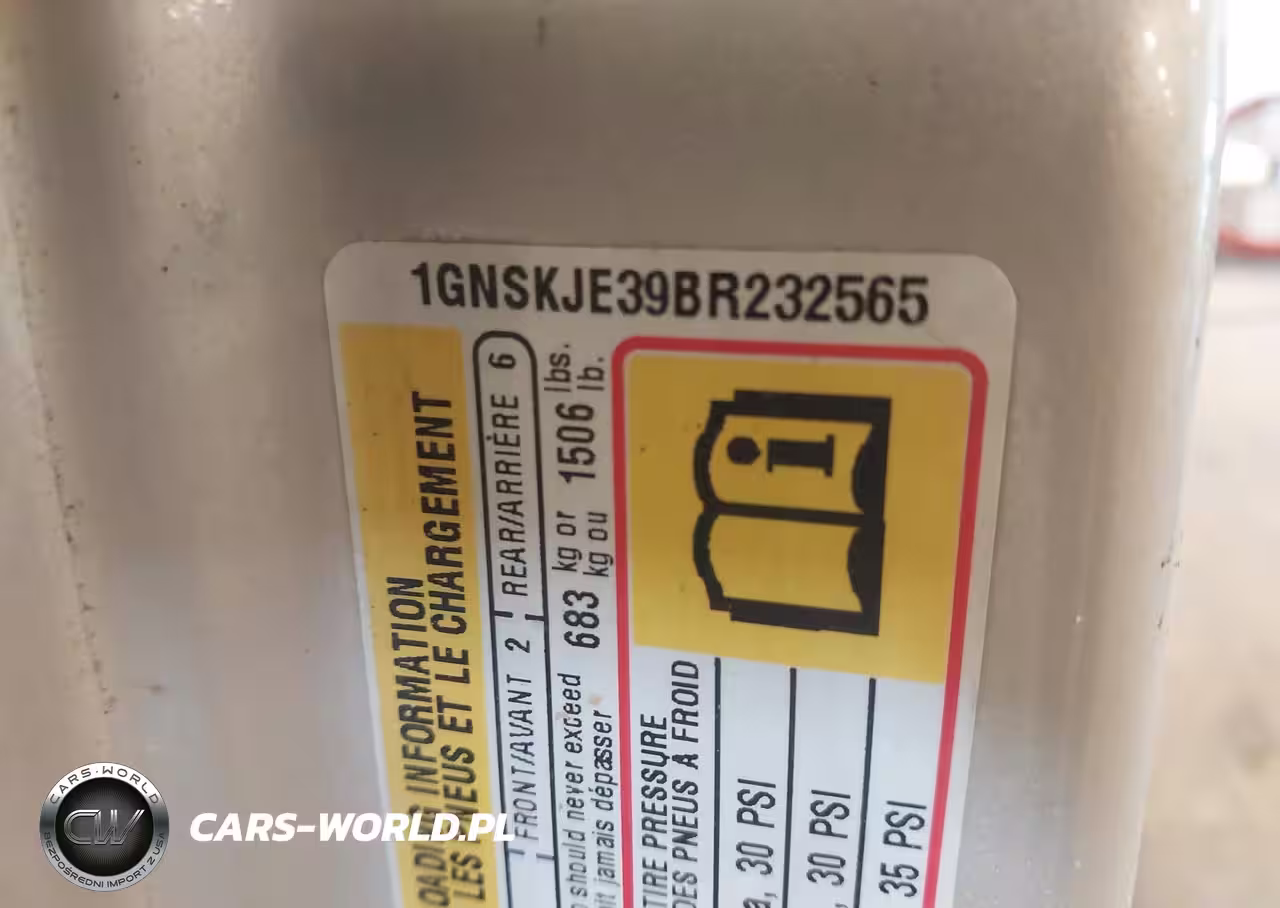 1GNSKJE39BR232565
OADING INFORMATION
LES PNEUS ET LE CHARGEMENT
FRONT/AVANT 2 REAR/ARRIÈRE 6
should never exceed 683 kg or 1506 lbs.
it jamais dépasser kg ou lb.
TIRE PRESSURE
DES PNEUS À FROID
a, 30 PSI
, 30 PSI
35 PSI
i
CARS-WORLD
CW
BEZPOŚREDNI IMPORT Z USA
CARS-WORLD.PL